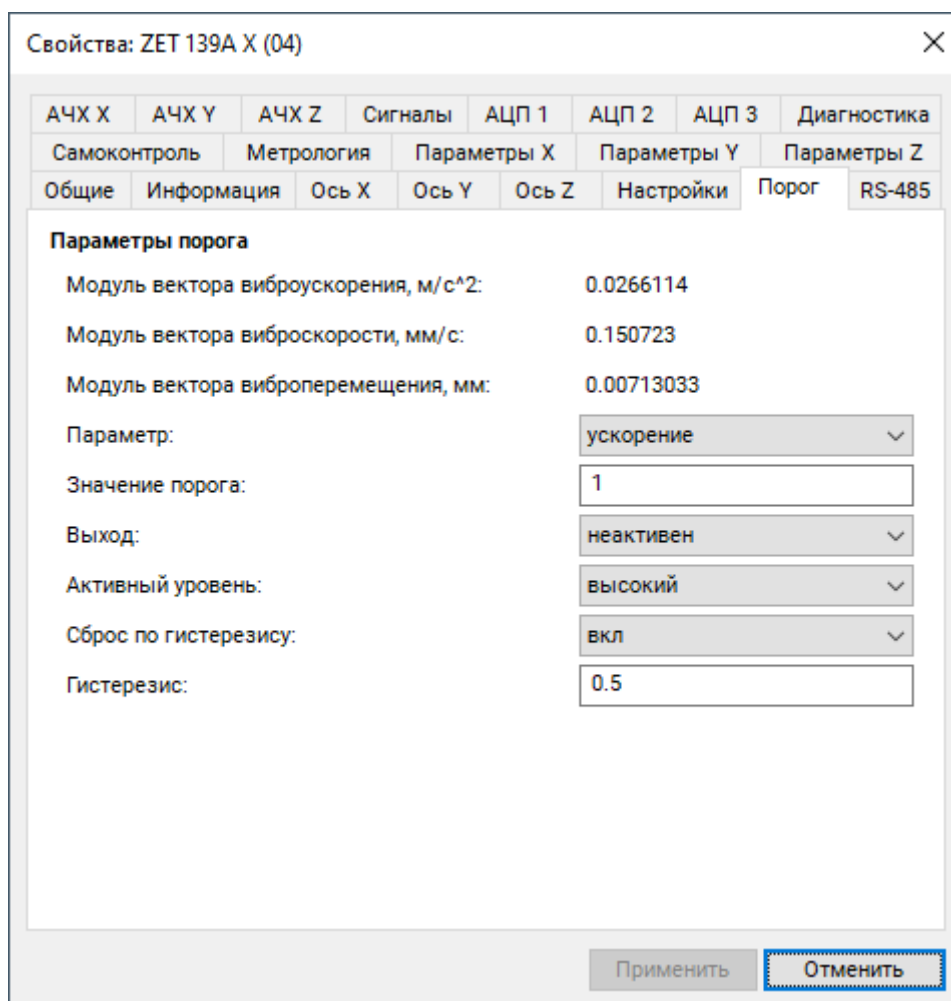 Свойства: ZET 139A X (04)
АЧХ X АЧХ Y АЧХ Z Сигналы АЦП 1 АЦП 2 АЦП 3 Диагностика
Самоконтроль Метрология Параметры X Параметры Y Параметры Z
Общие Информация Ось X Ось Y Ось Z Настройки Порог RS-485
Параметры порога
Модуль вектора виброускорения, м/с^2: 0.0266114
Модуль вектора виброскорости, мм/с: 0.150723
Модуль вектора виброперемещения, мм: 0.00713033
Параметр: ускорение
Значение порога: 1
Выход: неактивен
Активный уровень: высокий
Сброс по гистерезису: вкл
Гистерезис: 0.5
Применить Отменить